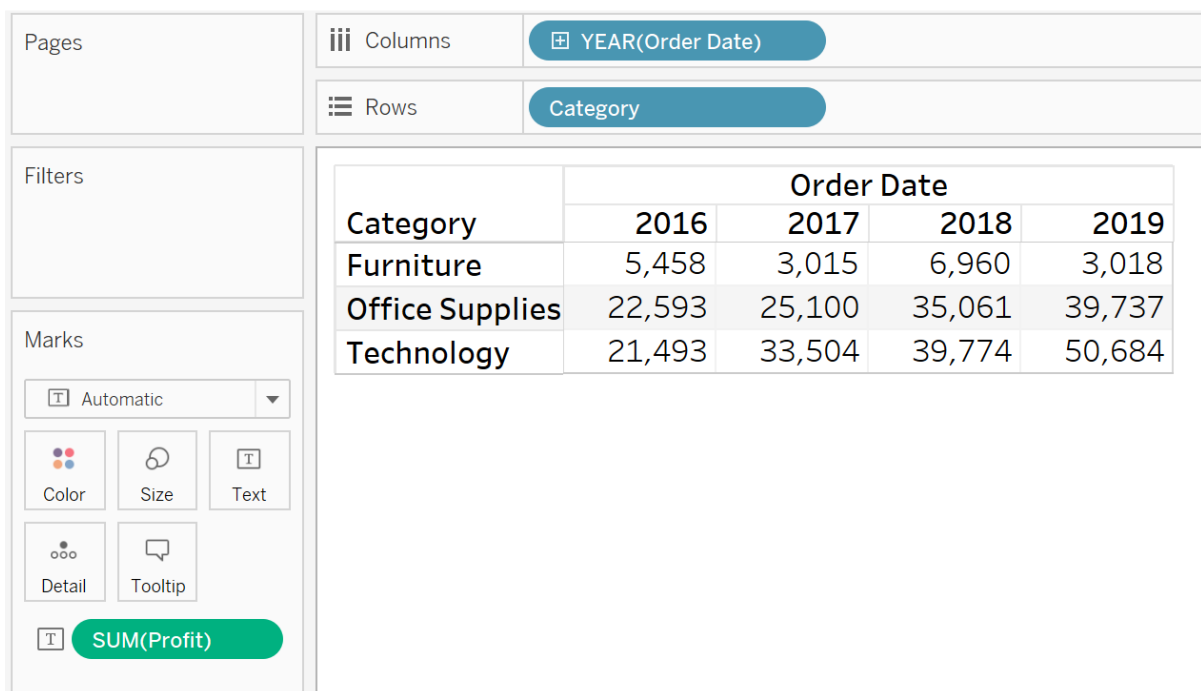 Pages
Columns
YEAR(Order Date)
Rows
Category
Filters
Marks
T Automatic
Color Size T Text
Detail Tooltip
T SUM(Profit)
Order Date
Category 2016 2017 2018 2019
Furniture 5,458 3,015 6,960 3,018
Office Supplies 22,593 25,100 35,061 39,737
Technology 21,493 33,504 39,774 50,684